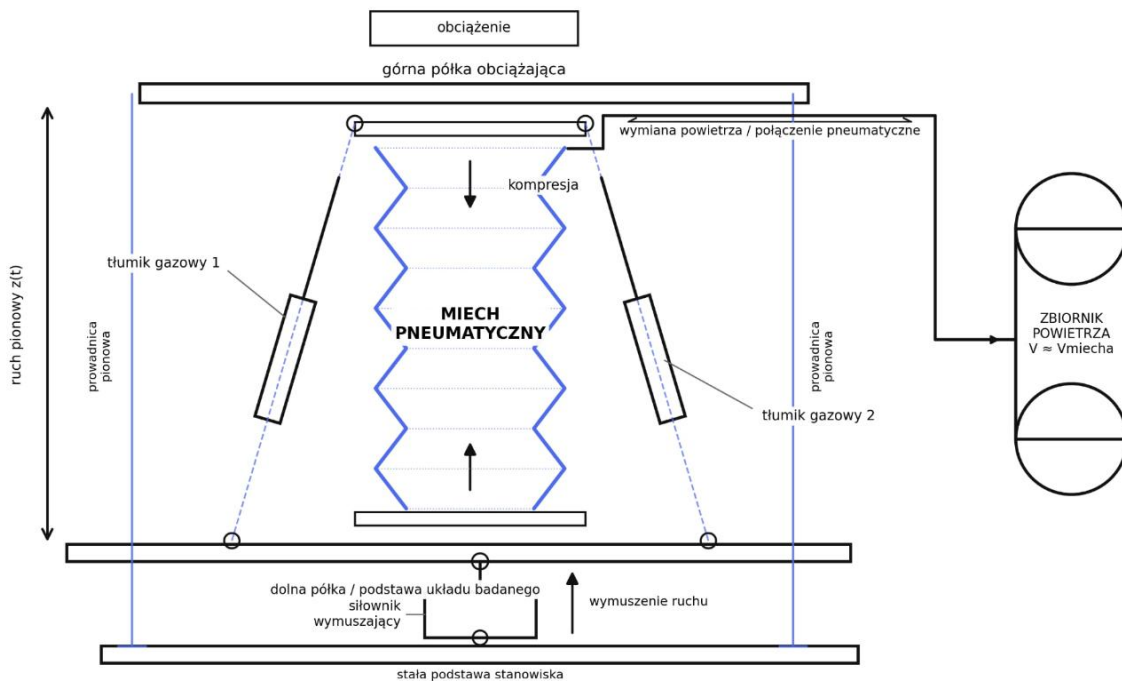 obciążenie
górna półka obciążająca
wymiana powietrza / połączenie pneumatyczne
kompresja
tłumik gazowy 1
ruch pionowy z(t)
prowadnica
pionowa
MIECH
PNEUMATYCZNY
prowadnica
pionowa
ZBIORNIK
POWIETRZA
V ≈ Vmiecha
tłumik gazowy 2
dolna półka / podstawa układu badanego
siłownik
wymuszający
wymuszenie ruchu
stała podstawa stanowiska